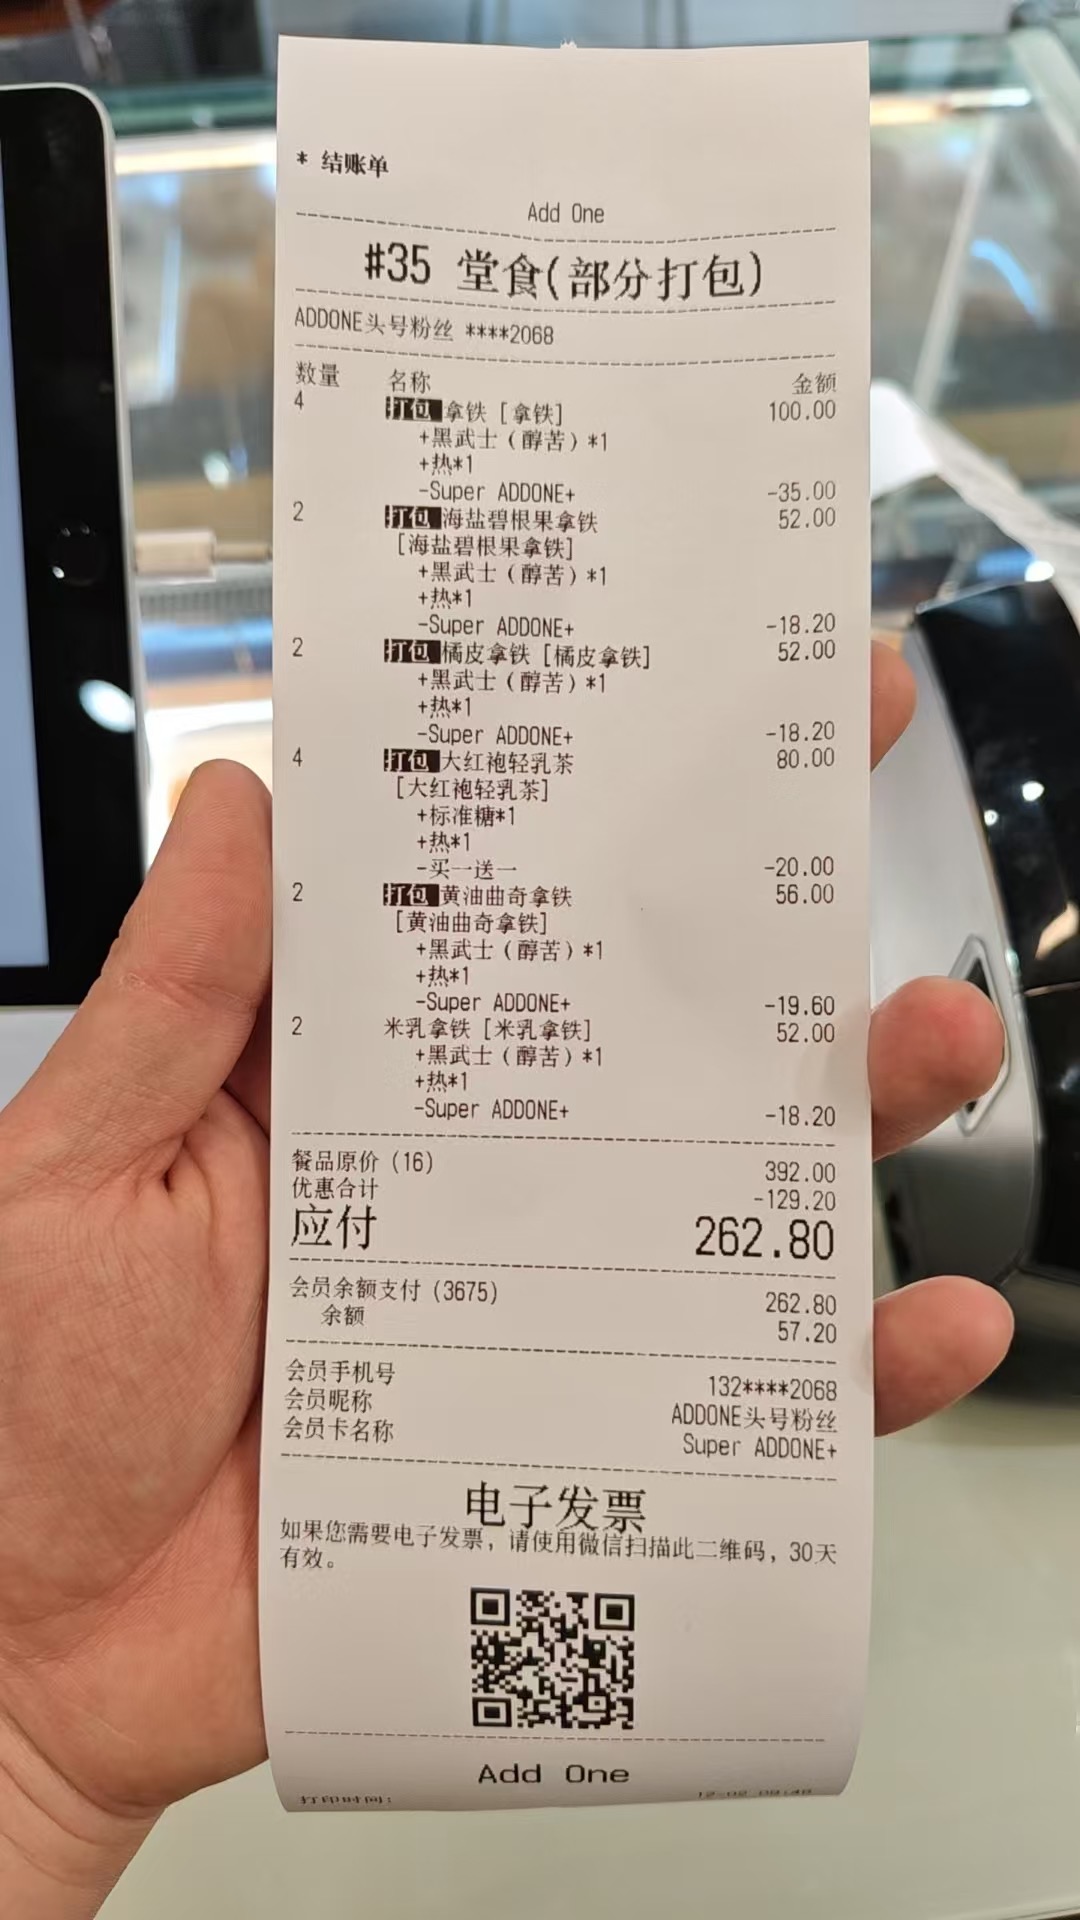 * 结账单
Add One
#35 堂食(部分打包)
ADDONE头号粉丝 ****2068
数量 名称 金额
4 打包 拿铁 [拿铁] 100.00
+黑武士（醇苦）*1
+热*1
-Super ADDONE+ -35.00
2 打包 海盐碧根果拿铁 52.00
[海盐碧根果拿铁]
+黑武士（醇苦）*1
+热*1
-Super ADDONE+ -18.20
2 打包 橘皮拿铁 [橘皮拿铁] 52.00
+黑武士（醇苦）*1
+热*1
-Super ADDONE+ -18.20
4 打包 大红袍轻乳茶 80.00
[大红袍轻乳茶]
+标准糖*1
+热*1
-买一送一 -20.00
2 打包 黄油曲奇拿铁 56.00
[黄油曲奇拿铁]
+黑武士（醇苦）*1
+热*1
-Super ADDONE+ -19.60
2 米乳拿铁 [米乳拿铁] 52.00
+黑武士（醇苦）*1
+热*1
-Super ADDONE+ -18.20
餐品原价 (16) 392.00
优惠合计 -129.20
应付 262.80
会员余额支付 (3675) 262.80
余额 57.20
会员手机号 132****2068
会员昵称 ADDONE头号粉丝
会员卡名称 Super ADDONE+
电子发票
如果您需要电子发票，请使用微信扫描此二维码，30天
有效。
Add One
打印时间: